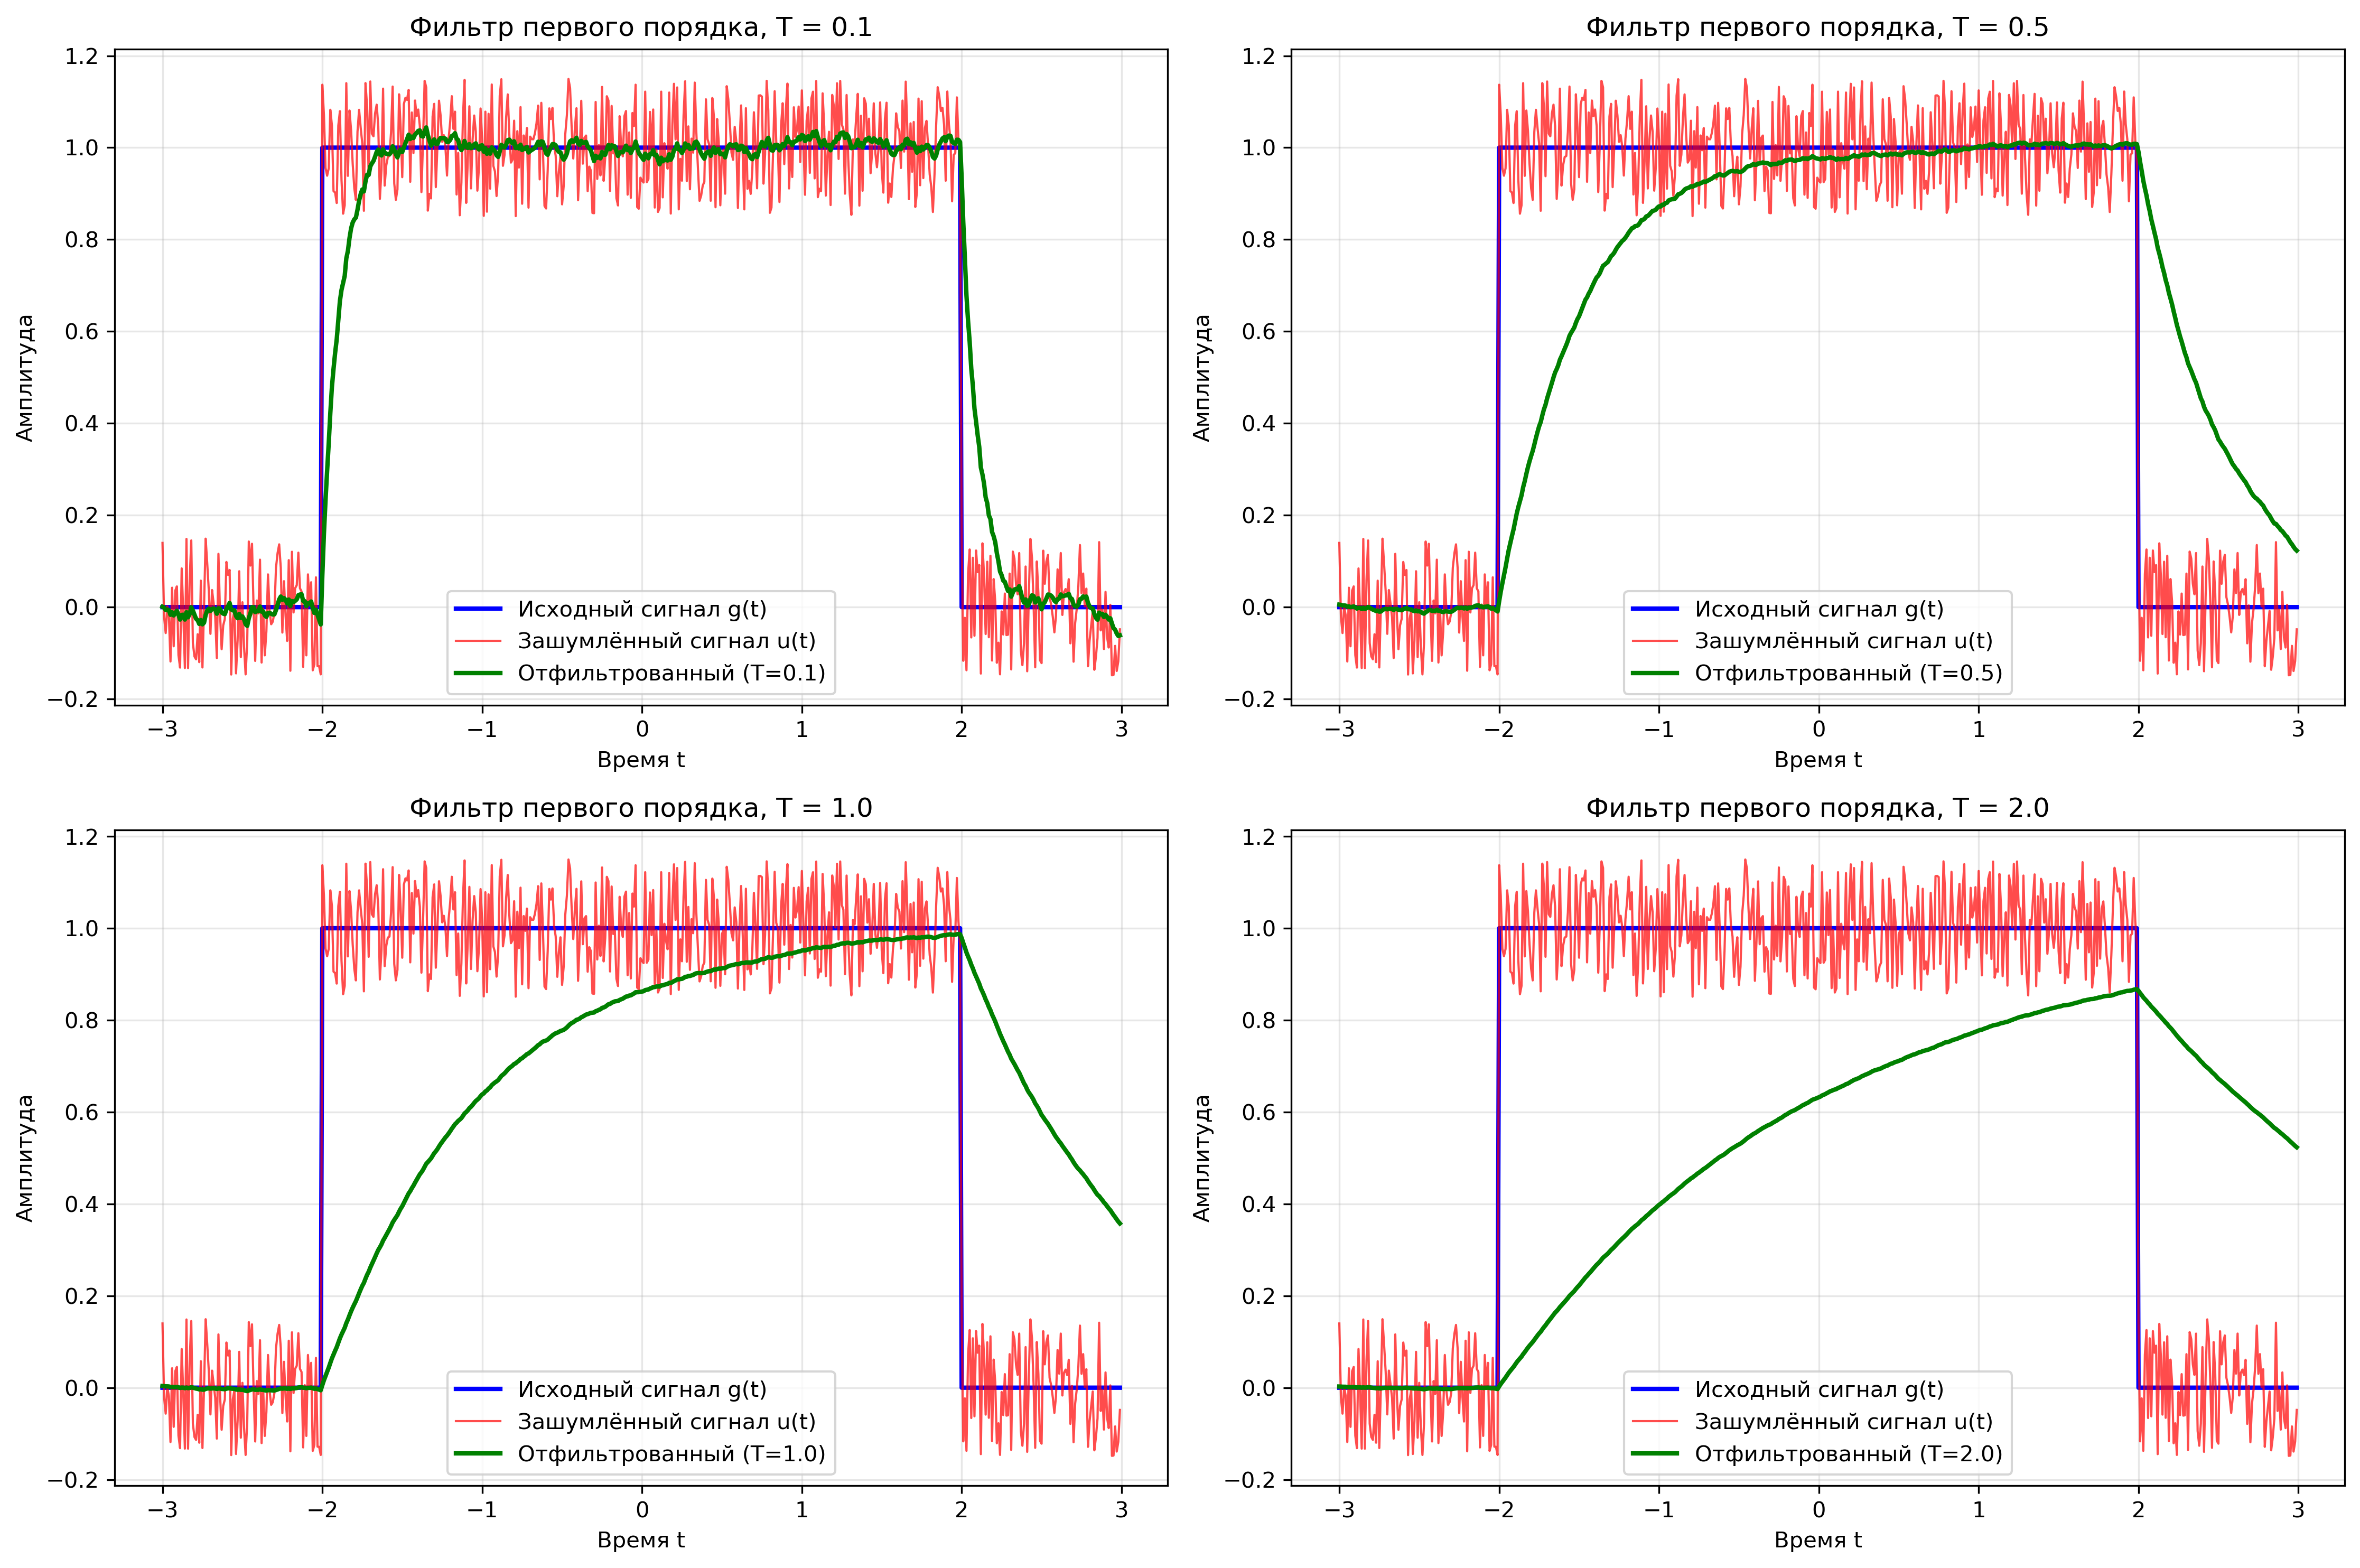 Фильтр первого порядка, T = 0.1
1.2
1.0
0.8
0.6
0.4
0.2
0.0
−0.2
Амплитуда
Исходный сигнал g(t)
Зашумлённый сигнал u(t)
Отфильтрованный (T=0.1)
−3 −2 −1 0 1 2 3
Время t
Фильтр первого порядка, T = 0.5
1.2
1.0
0.8
0.6
0.4
0.2
0.0
−0.2
Амплитуда
Исходный сигнал g(t)
Зашумлённый сигнал u(t)
Отфильтрованный (T=0.5)
−3 −2 −1 0 1 2 3
Время t
Фильтр первого порядка, T = 1.0
1.2
1.0
0.8
0.6
0.4
0.2
0.0
−0.2
Амплитуда
Исходный сигнал g(t)
Зашумлённый сигнал u(t)
Отфильтрованный (T=1.0)
−3 −2 −1 0 1 2 3
Время t
Фильтр первого порядка, T = 2.0
1.2
1.0
0.8
0.6
0.4
0.2
0.0
−0.2
Амплитуда
Исходный сигнал g(t)
Зашумлённый сигнал u(t)
Отфильтрованный (T=2.0)
−3 −2 −1 0 1 2 3
Время t